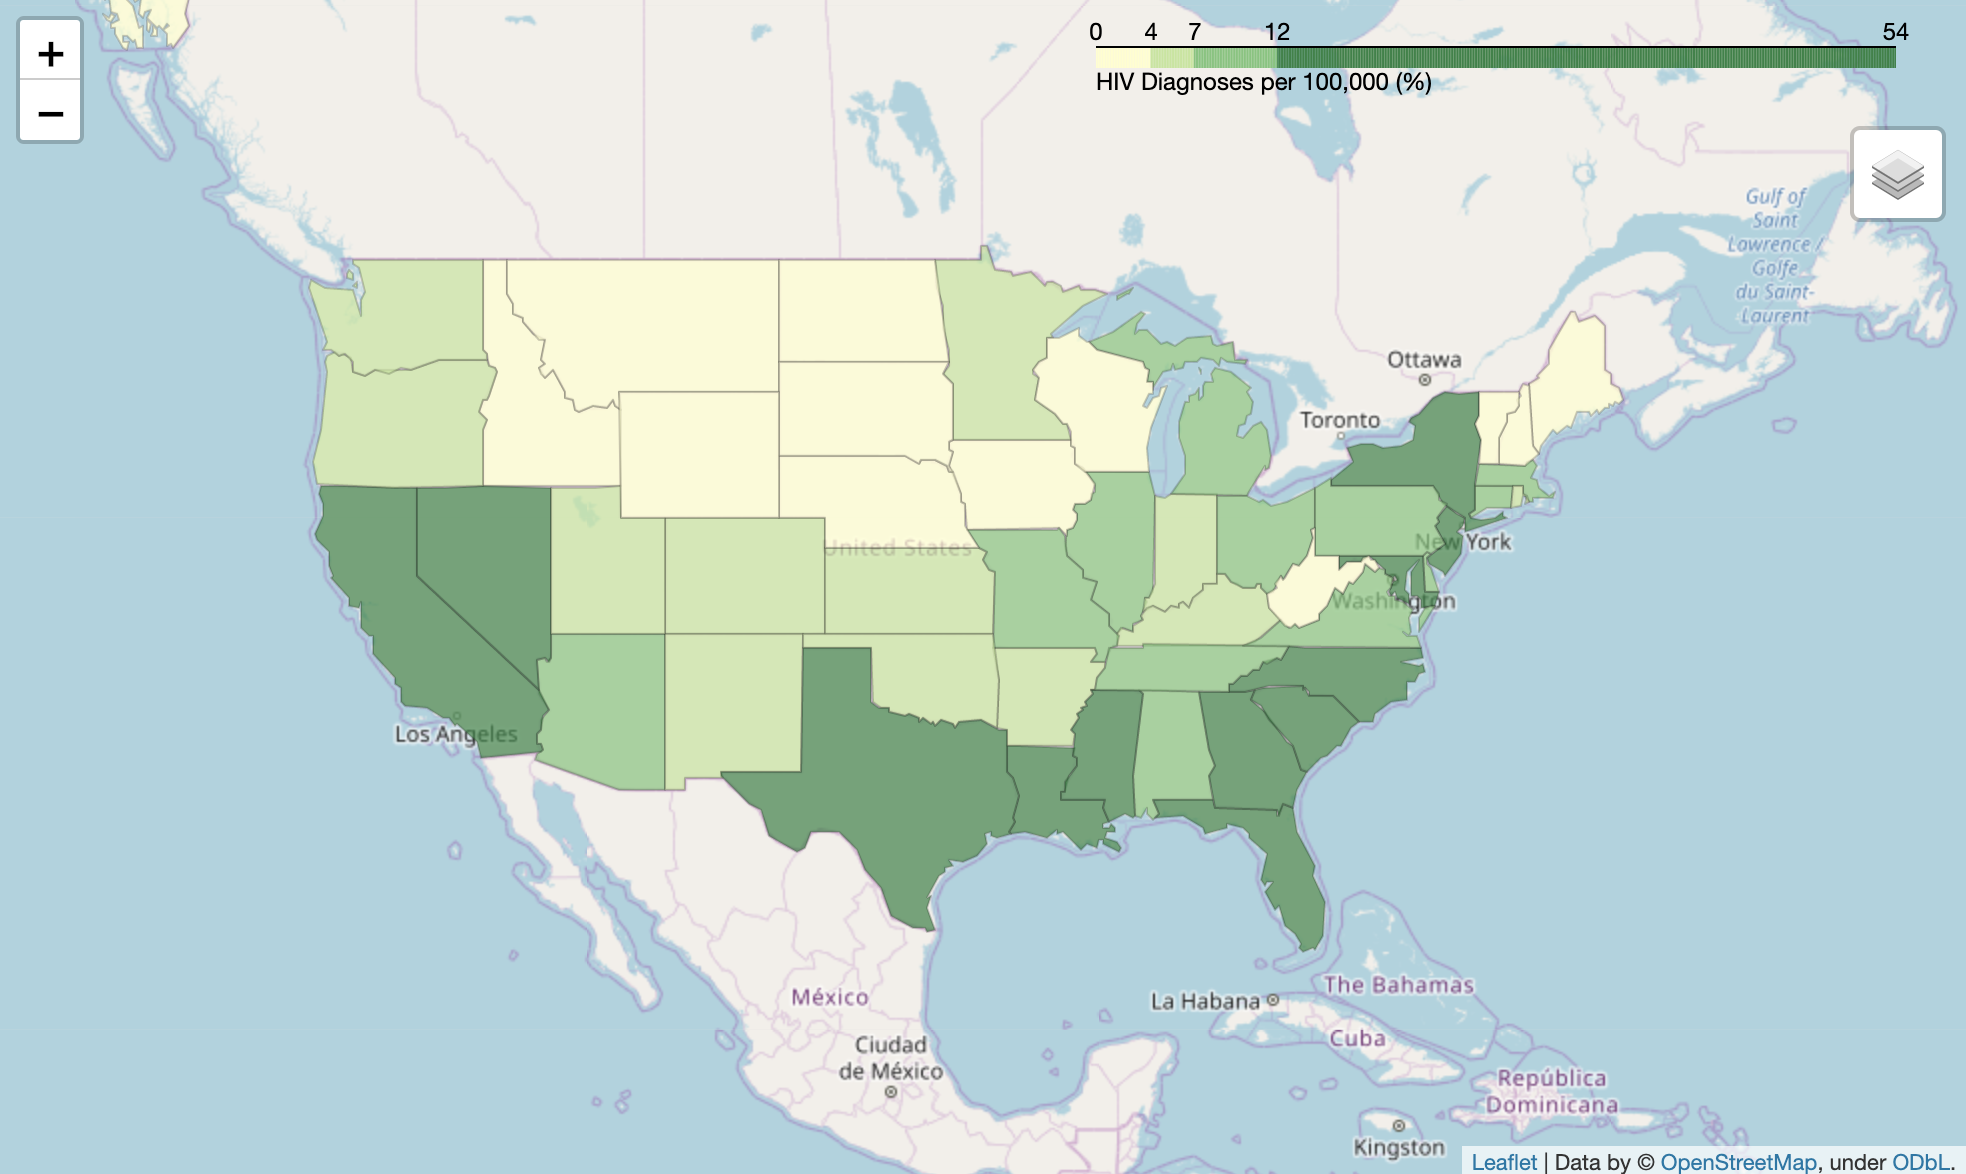 +
−
0 4 7 12 54
HIV Diagnoses per 100,000 (%)
Gulf of
Saint
Lawrence /
Golfe
du Saint-
Laurent
Ottawa
Toronto
United States
New York
Washington
Los Angeles
México
Ciudad
de México
La Habana
The Bahamas
Cuba
República
Dominicana
Kingston
Leaflet | Data by © OpenStreetMap, under ODbL.